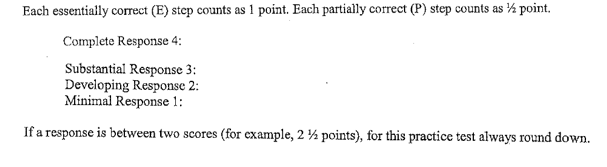 Each essentially correct (E) step counts as 1 point. Each partially correct (P) step counts as ½ point.
Complete Response 4:
Substantial Response 3:
Developing Response 2:
Minimal Response 1:
If a response is between two scores (for example, 2 ½ points), for this practice test always round down.